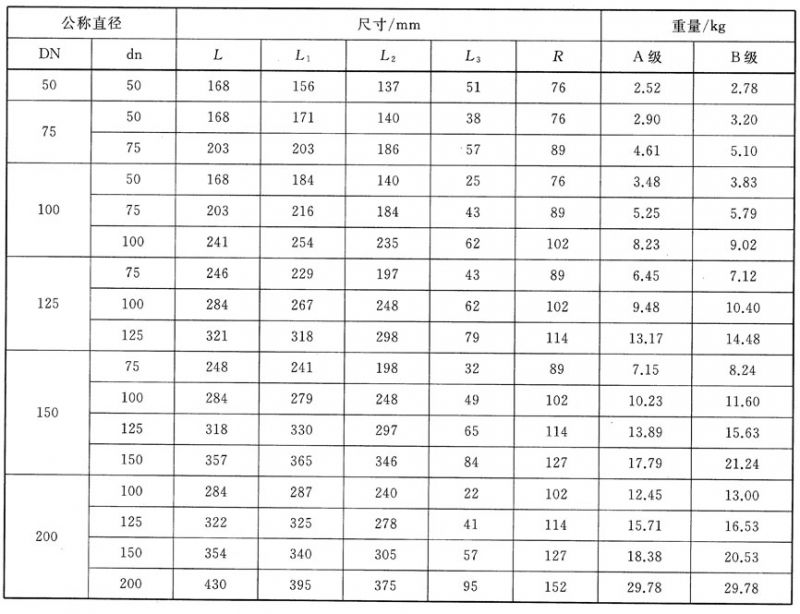 公称直径 尺寸/mm 重量/kg
DN dn L L₁ L₂ L₃ R A 级 B 级
50 50 168 156 137 51 76 2.52 2.78
75 50 168 171 140 38 76 2.90 3.20
75 203 203 186 57 89 4.61 5.10
100 50 168 184 140 25 76 3.48 3.83
75 203 216 184 43 89 5.25 5.79
100 241 254 235 62 102 8.23 9.02
125 75 246 229 197 43 89 6.45 7.12
100 284 267 248 62 102 9.48 10.40
125 321 318 298 79 114 13.17 14.48
150 75 248 241 198 32 89 7.15 8.24
100 284 279 248 49 102 10.23 11.60
125 318 330 297 65 114 13.89 15.63
150 357 365 346 84 127 17.79 21.24
200 100 284 287 240 22 102 12.45 13.00
125 322 325 278 41 114 15.71 16.53
150 354 340 305 57 127 18.38 20.53
200 430 395 375 95 152 29.78 29.78